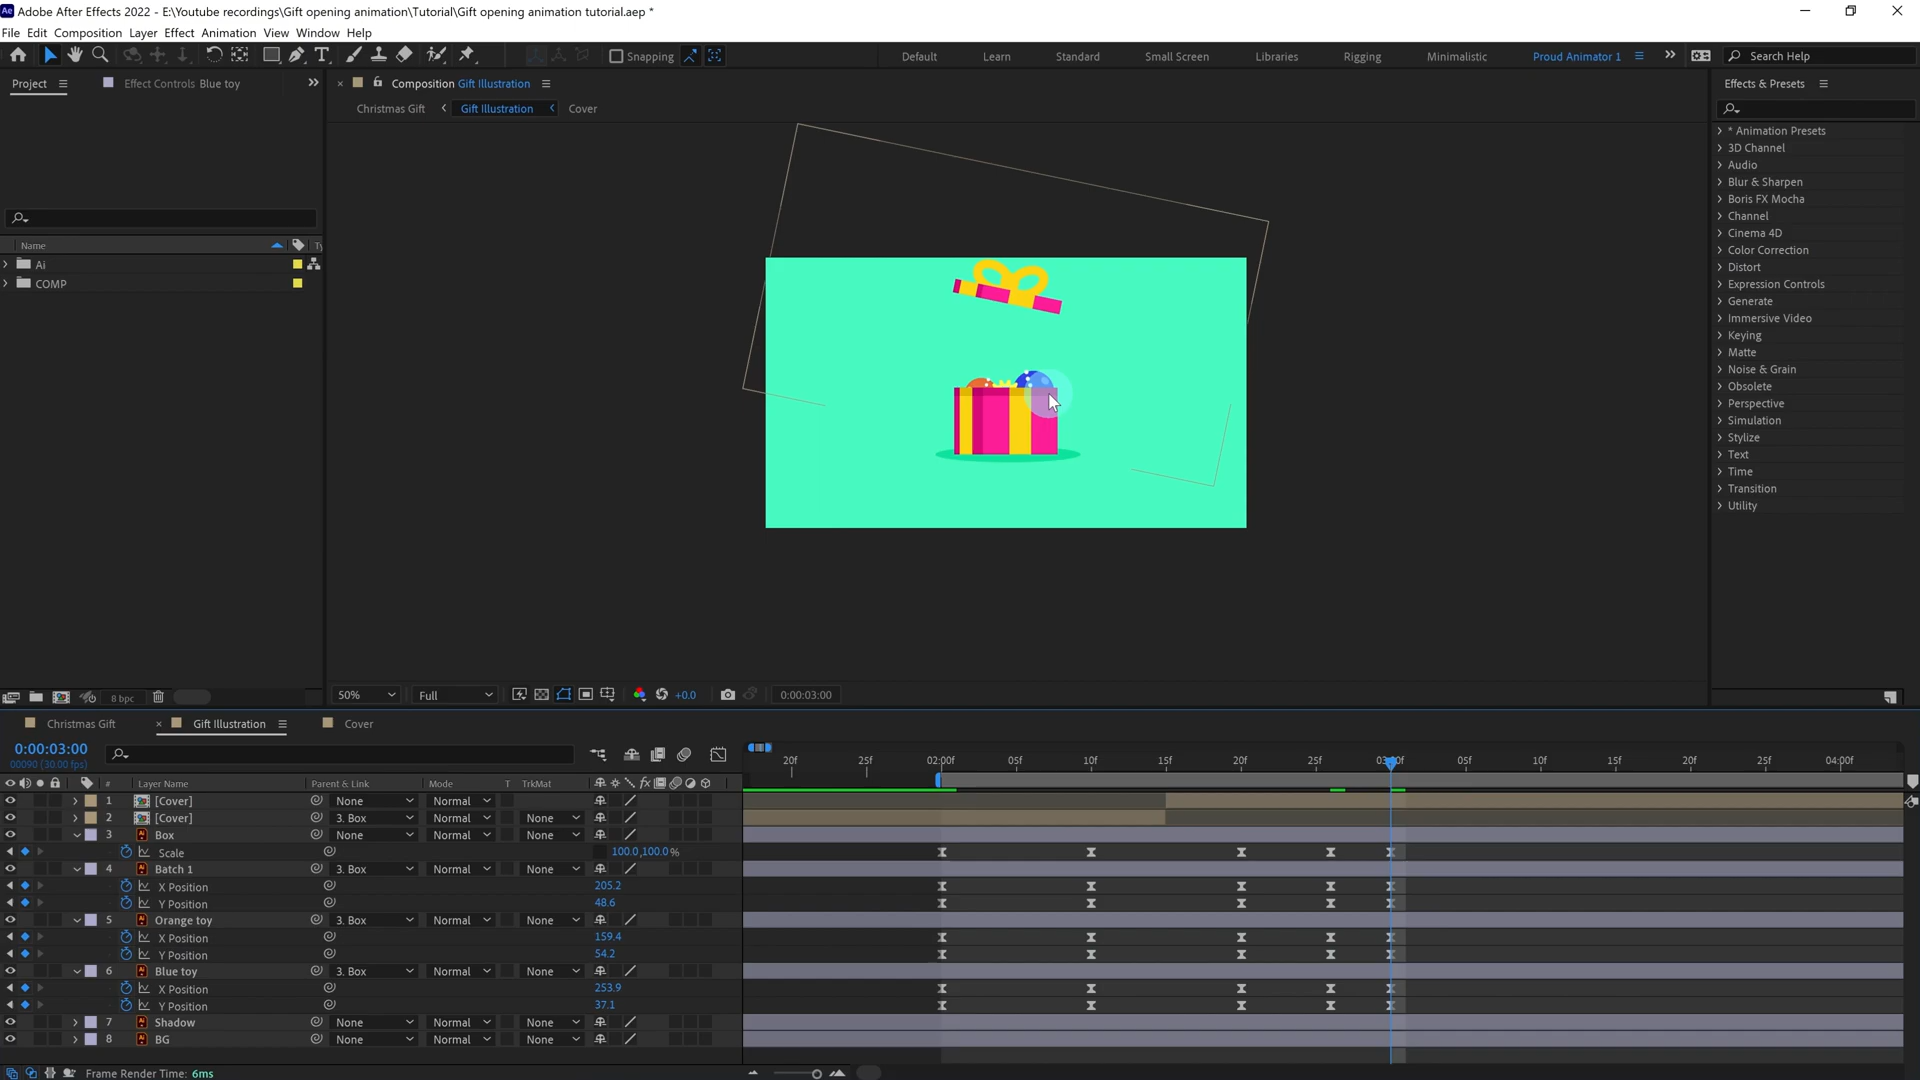 Adobe After Effects 2022 - E:\Youtube recordings\Gift opening animation\Tutorial\Gift opening animation tutorial.aep *
File Edit Composition Layer Effect Animation View Window Help
Snapping Default Learn Standard Small Screen Libraries Rigging Minimalistic Proud Animator 1 Search Help
Project Effect Controls Blue toy
Composition Gift Illustration
Effects & Presets
Christmas Gift Gift Illustration Cover
* Animation Presets
3D Channel
Audio
Blur & Sharpen
Boris FX Mocha
Channel
Cinema 4D
Color Correction
Distort
Expression Controls
Generate
Immersive Video
Keying
Matte
Noise & Grain
Obsolete
Perspective
Simulation
Stylize
Text
Time
Transition
Utility
Name Ty
Ai
COMP
8 bpc
50% Full +0.0 0:00:03:00
Christmas Gift Gift Illustration Cover
0:00:03:00
00090 (30.00 fps)
20f 25f 02:00f 05f 10f 15f 20f 25f 03:00f 05f 10f 15f 20f 25f 04:00f
# Layer Name Parent & Link Mode T TrkMat
1 [Cover] None Normal
2 [Cover] 3. Box Normal None
3 Box None Normal None
Scale 100.0,100.0%
4 Batch 1 3. Box Normal None
X Position 205.2
Y Position 48.6
5 Orange toy 3. Box Normal None
X Position 159.4
Y Position 54.2
6 Blue toy 3. Box Normal None
X Position 253.9
Y Position 37.1
7 Shadow None Normal None
8 BG None Normal None
Frame Render Time: 6ms